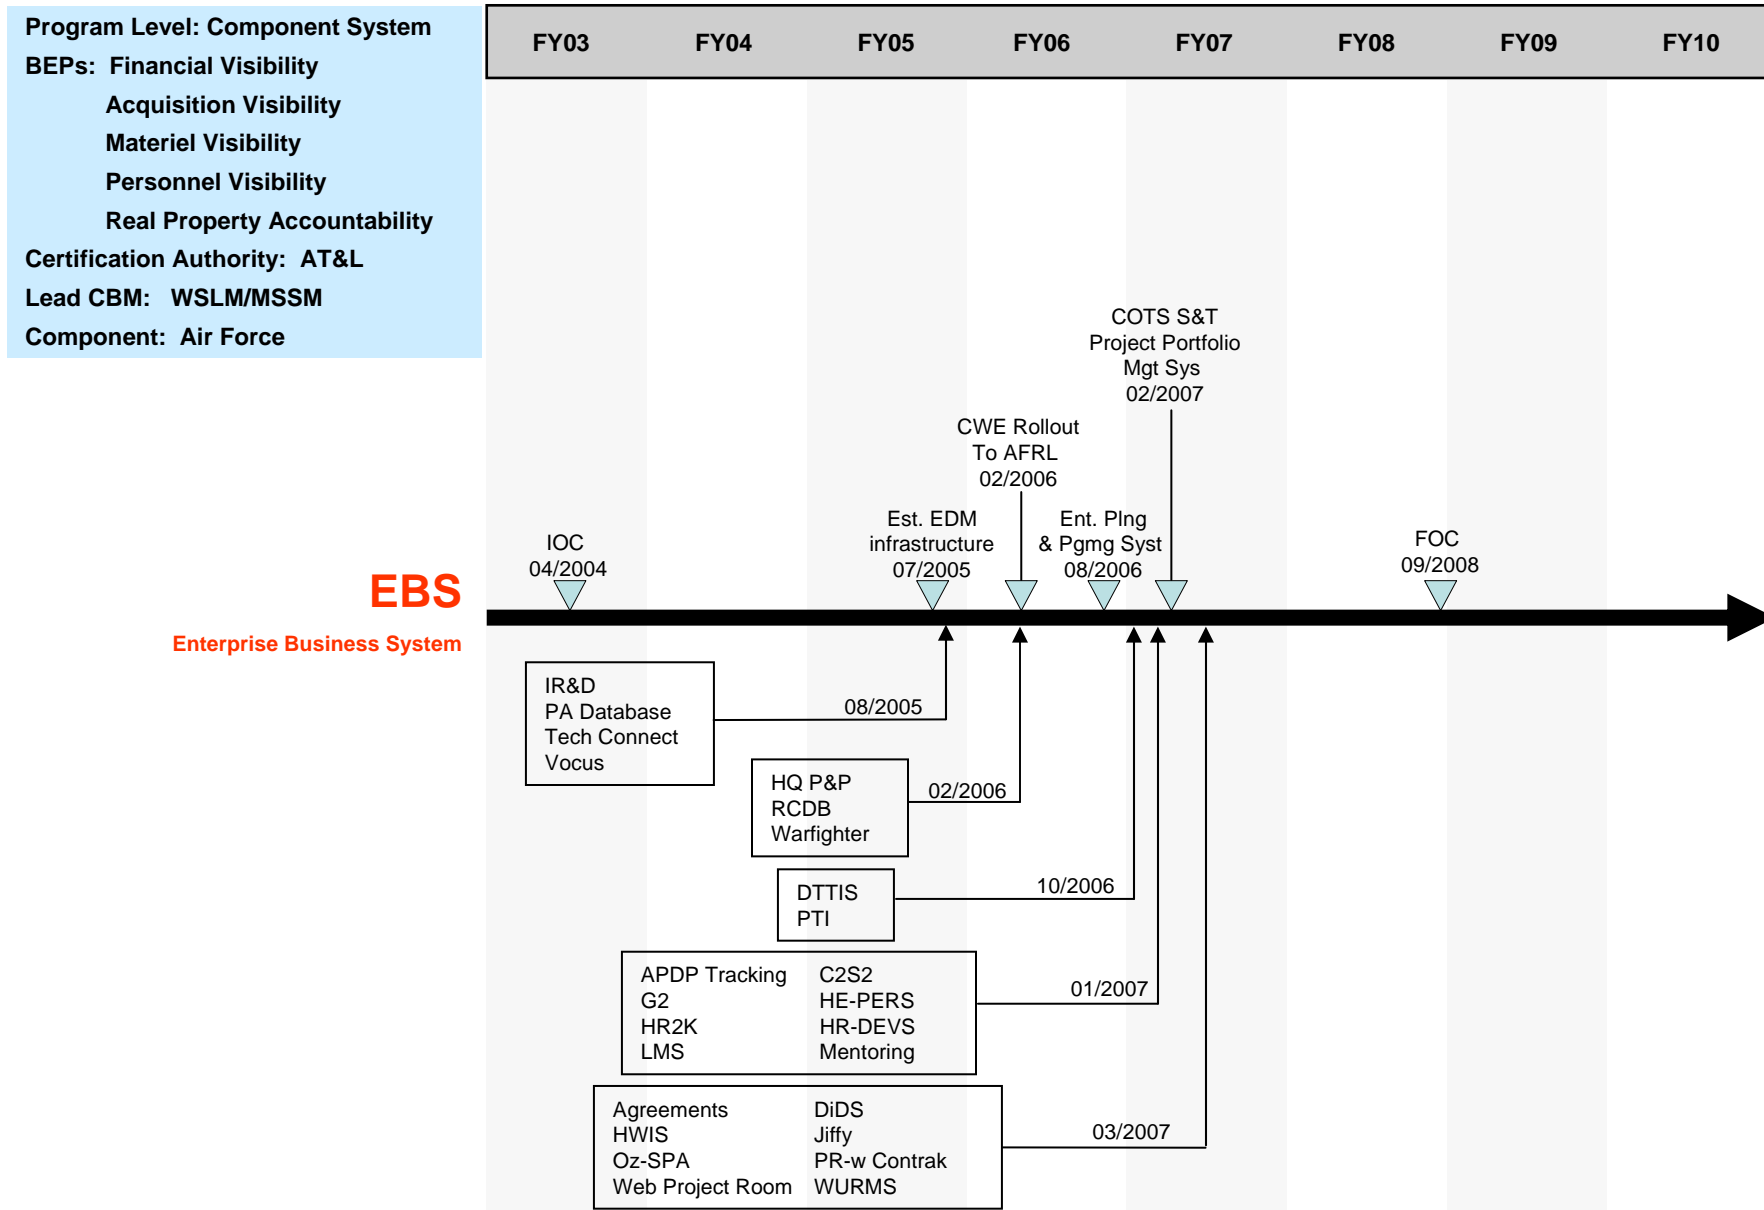 Program Level: Component System
BEPs: Financial Visibility
Acquisition Visibility
Materiel Visibility
Personnel Visibility
Real Property Accountability
Certification Authority: AT&L
Lead CBM: WSLM/MSSM
Component: Air Force
FY03 FY04 FY05 FY06 FY07 FY08 FY09 FY10
COTS S&T
Project Portfolio
Mgt Sys
02/2007
CWE Rollout
To AFRL
02/2006
IOC
04/2004
Est. EDM
infrastructure
07/2005
Ent. Plng
& Pgmg Syst
08/2006
FOC
09/2008
EBS
Enterprise Business System
IR&D
PA Database
Tech Connect
Vocus
08/2005
HQ P&P
RCDB
Warfighter
02/2006
DTTIS
PTI
10/2006
APDP Tracking C2S2
G2 HE-PERS
HR2K HR-DEVS
LMS Mentoring
01/2007
Agreements DiDS
HWIS Jiffy
Oz-SPA PR-w Contrak
Web Project Room WURMS
03/2007